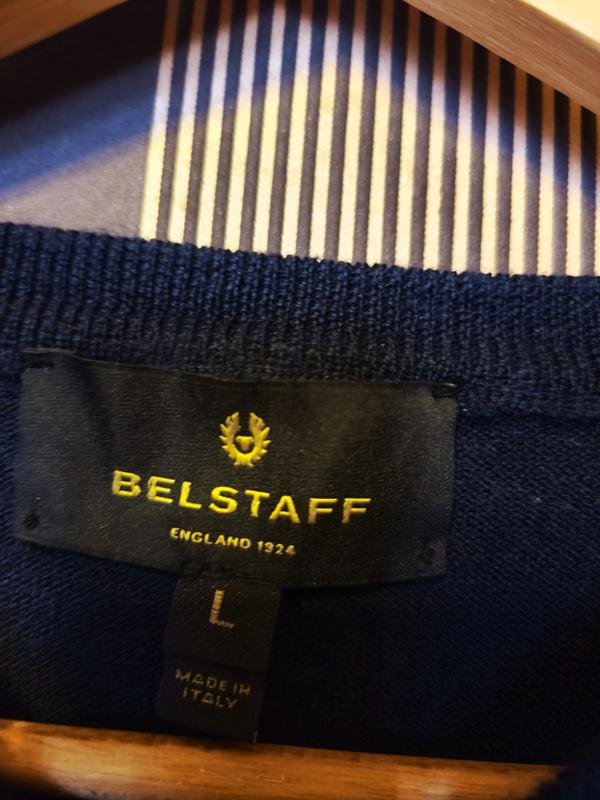 BELSTAFF
ENGLAND 1924
L
MADE IN
ITALY